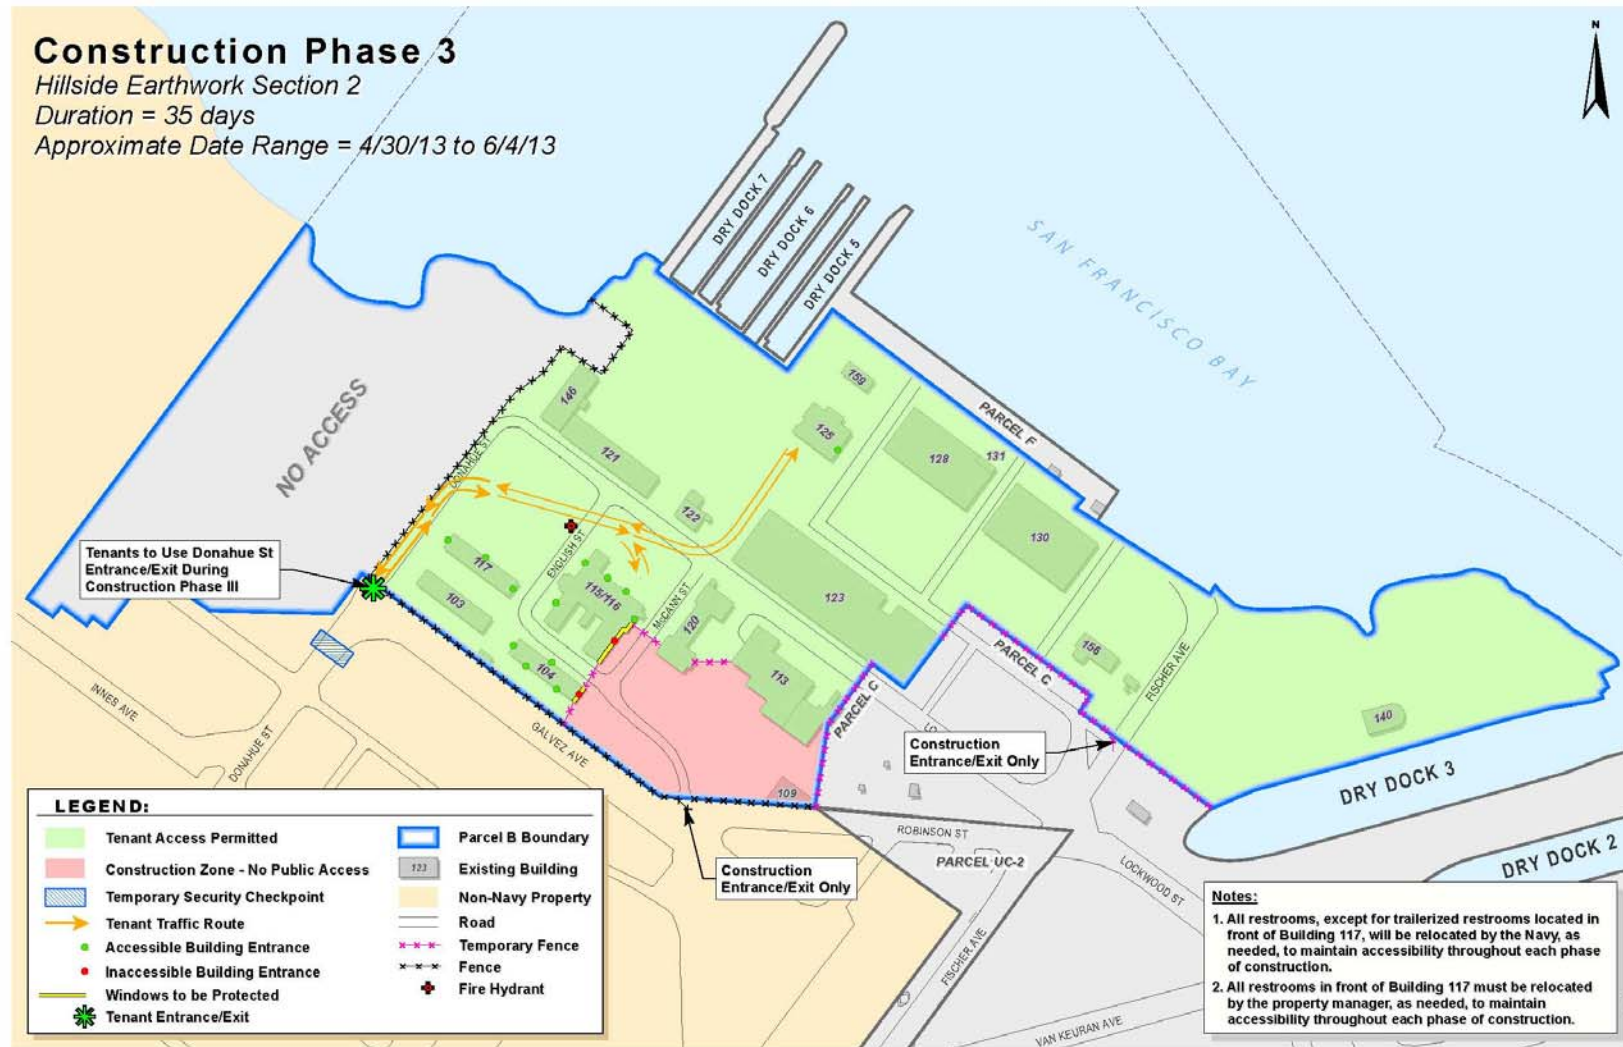 Construction Phase 3
Hillside Earthwork Section 2
Duration = 35 days
Approximate Date Range = 4/30/13 to 6/4/13
N
DRY DOCK 7
DRY DOCK 6
DRY DOCK 5
SAN FRANCISCO BAY
NO ACCESS
PARCEL F
146
121
DONAHUE ST
122
159
125
128
131
130
123
117
103
ENGLISH ST
115/116
McCANN ST
120
104
113
156
140
109
FISCHER AVE
PARCEL C
PARCEL C
Tenants to Use Donahue St
Entrance/Exit During
Construction Phase III
Construction
Entrance/Exit Only
Construction
Entrance/Exit Only
INNES AVE
DONAHUE ST
GALVEZ AVE
DRY DOCK 3
DRY DOCK 2
ROBINSON ST
PARCEL UC-2
LOCKWOOD ST
FISCHER AVE
VAN KEURAN AVE
LEGEND:
Tenant Access Permitted
Construction Zone - No Public Access
Temporary Security Checkpoint
Tenant Traffic Route
Accessible Building Entrance
Inaccessible Building Entrance
Windows to be Protected
Tenant Entrance/Exit
Parcel B Boundary
123
Existing Building
Non-Navy Property
Road
Temporary Fence
Fence
Fire Hydrant
Notes:
1. All restrooms, except for trailerized restrooms located in
front of Building 117, will be relocated by the Navy, as
needed, to maintain accessibility throughout each phase
of construction.
2. All restrooms in front of Building 117 must be relocated
by the property manager, as needed, to maintain
accessibility throughout each phase of construction.